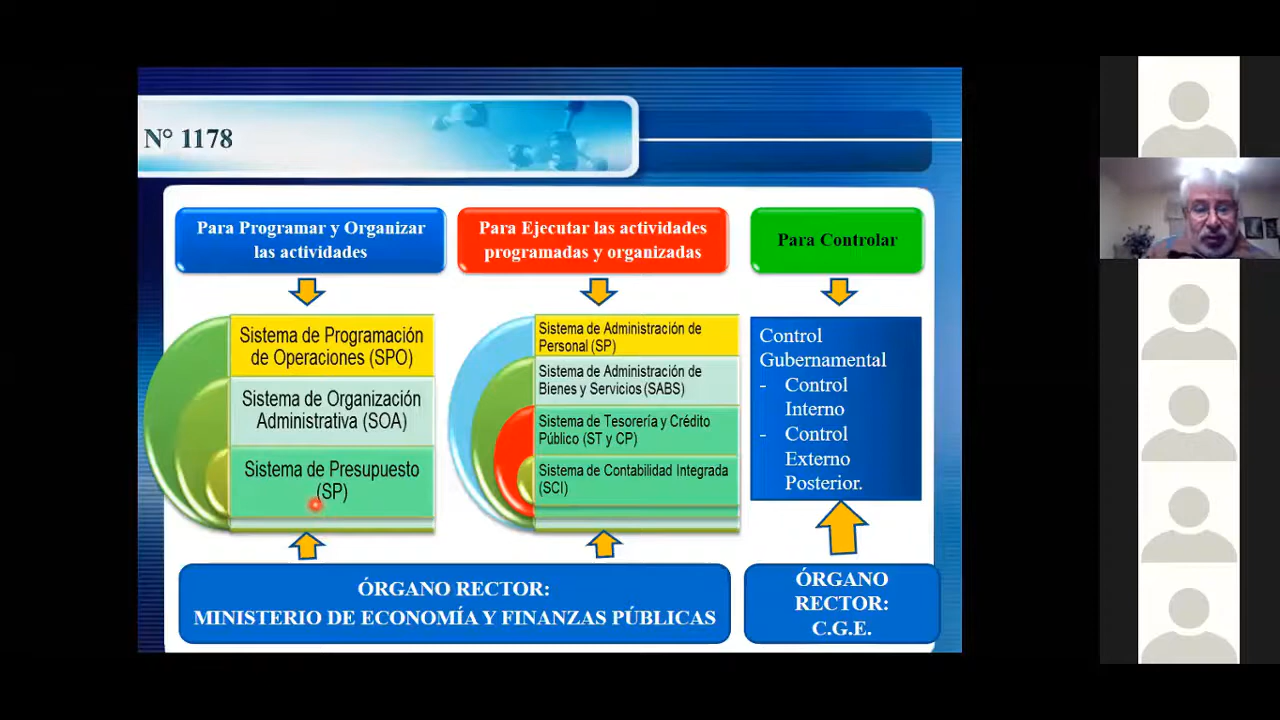 N° 1178
Para Programar y Organizar
las actividades
Para Ejecutar las actividades
programadas y organizadas
Para Controlar
Sistema de Programación
de Operaciones (SPO)
Sistema de Organización
Administrativa (SOA)
Sistema de Presupuesto
(SP)
Sistema de Administración de
Personal (SP)
Sistema de Administración de
Bienes y Servicios (SABS)
Sistema de Tesorería y Crédito
Público (ST y CP)
Sistema de Contabilidad Integrada
(SCI)
Control
Gubernamental
- Control
Interno
- Control
Externo
Posterior.
ÓRGANO RECTOR:
MINISTERIO DE ECONOMÍA Y FINANZAS PÚBLICAS
ÓRGANO
RECTOR:
C.G.E.